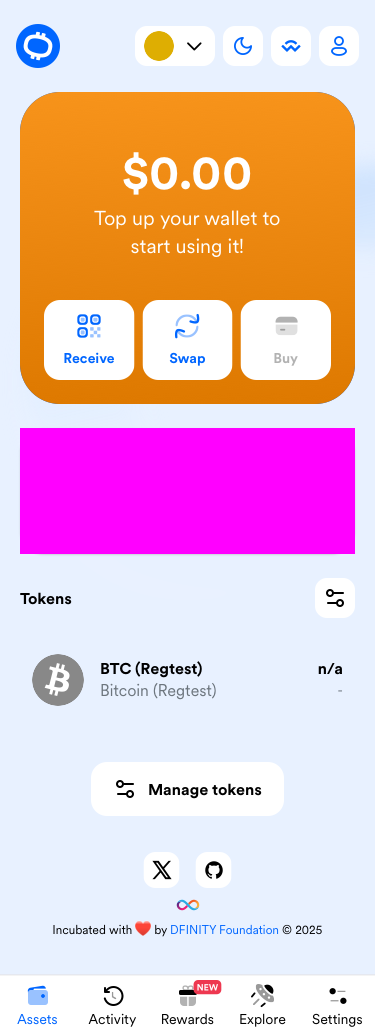 $0.00
Top up your wallet to
start using it!
Receive
Swap
Buy
Tokens
BTC (Regtest)
n/a
Bitcoin (Regtest)
-
Manage tokens
Incubated with ❤️ by DFINITY Foundation © 2025
NEW
Assets
Activity
Rewards
Explore
Settings